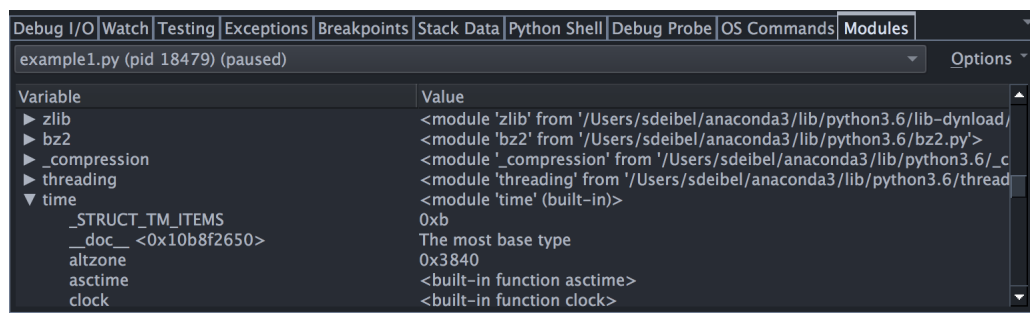 Debug I/O Watch Testing Exceptions Breakpoints Stack Data Python Shell Debug Probe OS Commands Modules
example1.py (pid 18479) (paused) Options
Variable Value
zlib <module 'zlib' from '/Users/sdeibel/anaconda3/lib/python3.6/lib-dynload/
bz2 <module 'bz2' from '/Users/sdeibel/anaconda3/lib/python3.6/bz2.py'>
_compression <module '_compression' from '/Users/sdeibel/anaconda3/lib/python3.6/_c
threading <module 'threading' from '/Users/sdeibel/anaconda3/lib/python3.6/thread
time <module 'time' (built-in)>
_STRUCT_TM_ITEMS 0xb
__doc__ <0x10b8f2650> The most base type
altzone 0x3840
asctime <built-in function asctime>
clock <built-in function clock>